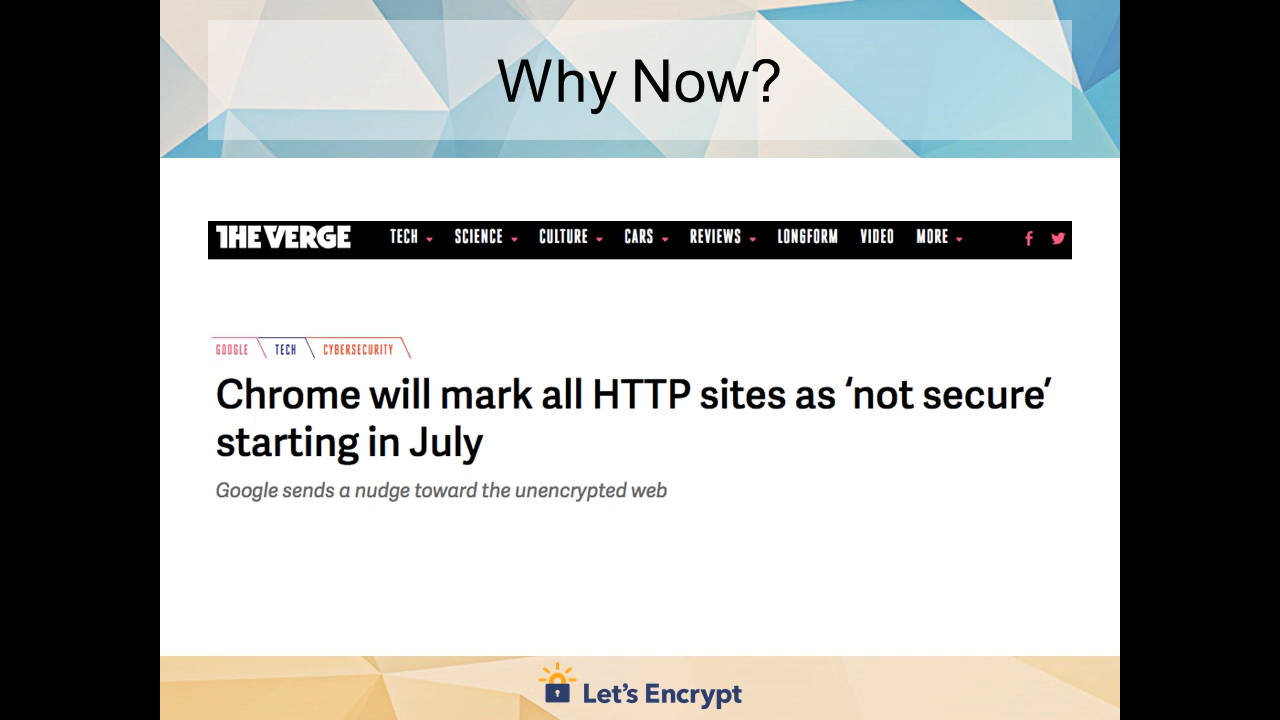 Why Now?
THE VERGE TECH SCIENCE CULTURE CARS REVIEWS LONGFORM VIDEO MORE
GOOGLE TECH CYBERSECURITY
Chrome will mark all HTTP sites as ‘not secure’
starting in July
Google sends a nudge toward the unencrypted web
Let's Encrypt